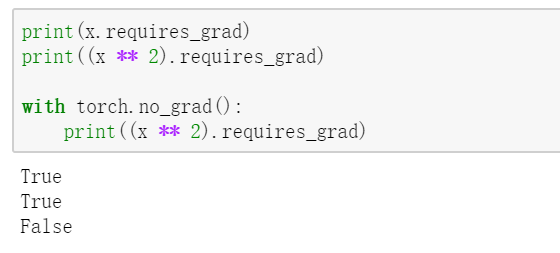 print(x.requires_grad)
print((x ** 2).requires_grad)
with torch.no_grad():
    print((x ** 2).requires_grad)
True
True
False